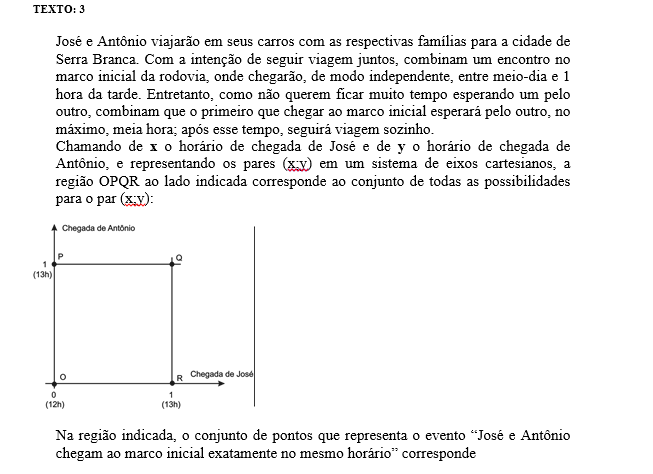 TEXTO: 3
José e Antônio viajarão em seus carros com as respectivas famílias para a cidade de
Serra Branca. Com a intenção de seguir viagem juntos, combinam um encontro no
marco inicial da rodovia, onde chegarão, de modo independente, entre meio-dia e 1
hora da tarde. Entretanto, como não querem ficar muito tempo esperando um pelo
outro, combinam que o primeiro que chegar ao marco inicial esperará pelo outro, no
máximo, meia hora; após esse tempo, seguirá viagem sozinho.
Chamando de x o horário de chegada de José e de y o horário de chegada de
Antônio, e representando os pares (x;y) em um sistema de eixos cartesianos, a
região OPQR ao lado indicada corresponde ao conjunto de todas as possibilidades
para o par (x;y):
Chegada de Antônio
P
Q
1
(13h)
O
R
Chegada de José
0
1
(12h)
(13h)
Na região indicada, o conjunto de pontos que representa o evento “José e Antônio
chegam ao marco inicial exatamente no mesmo horário” corresponde